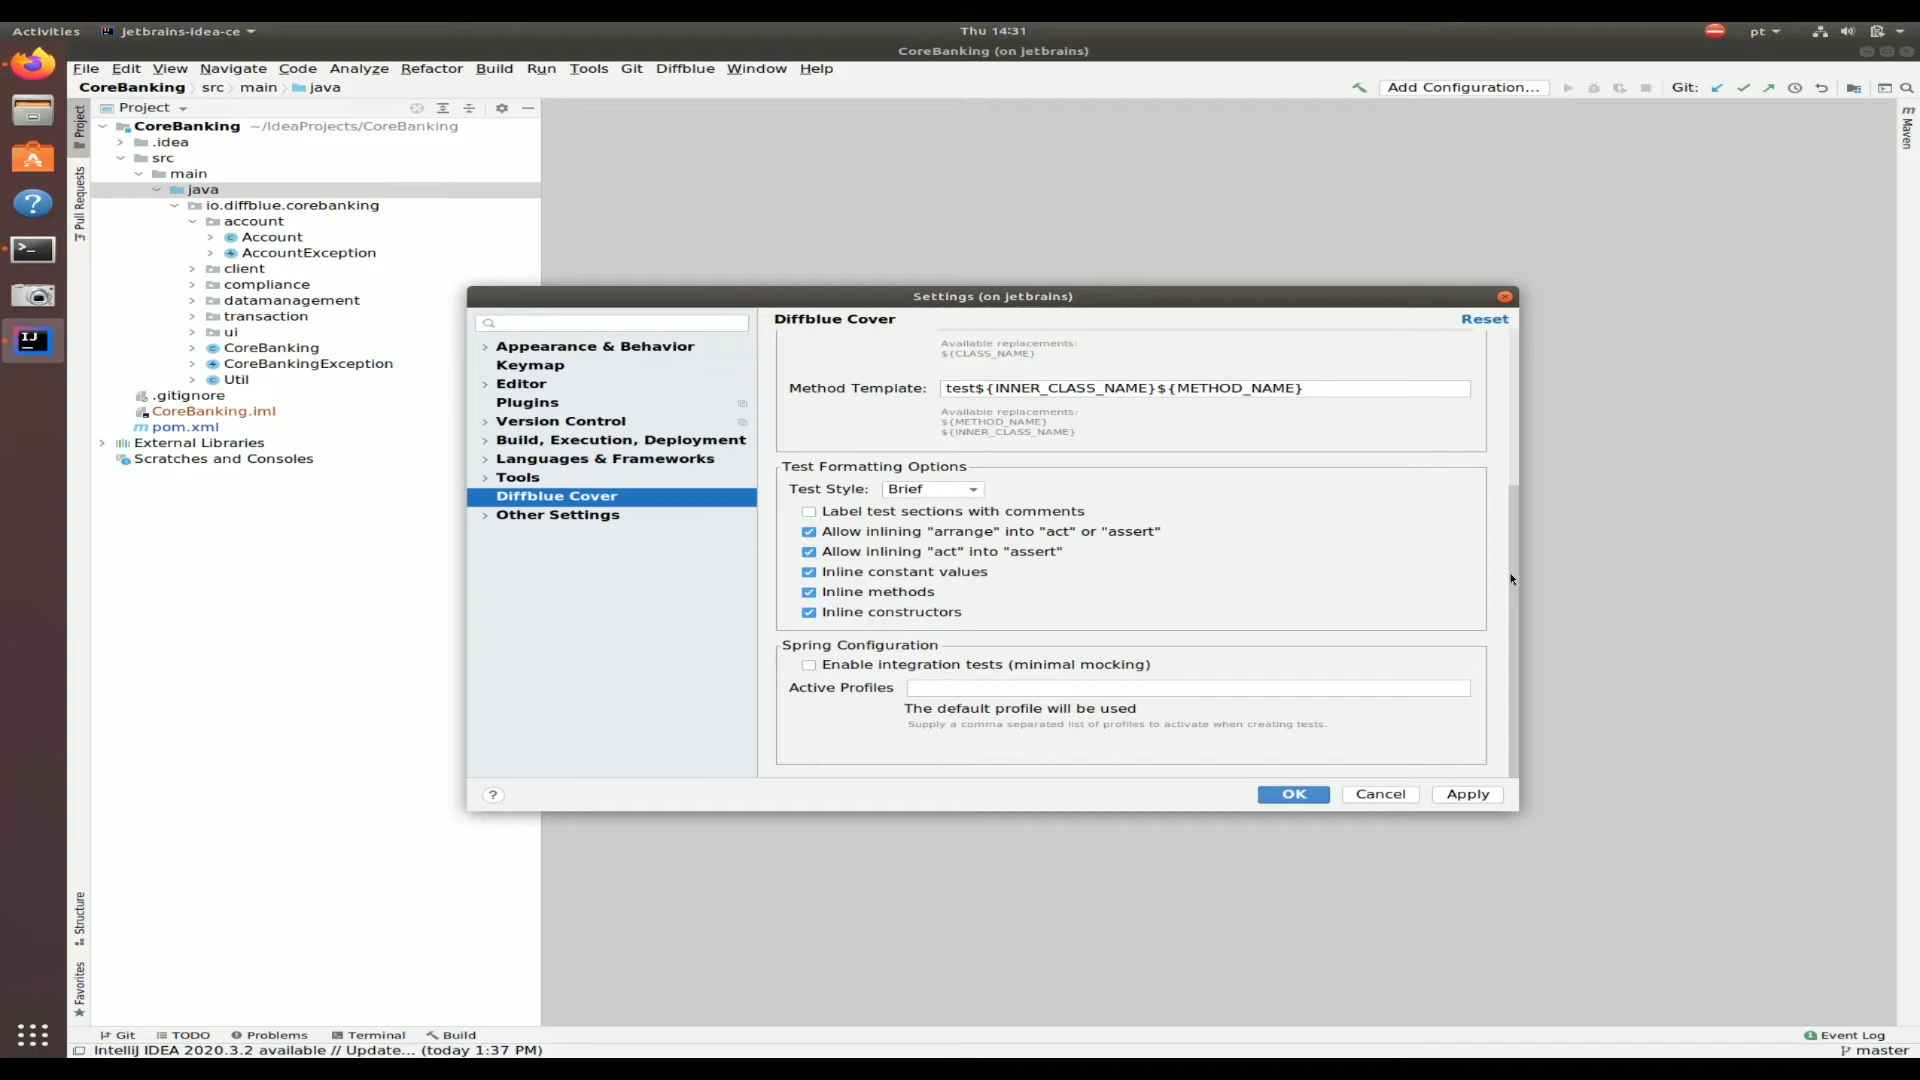 Activities jetbrains-idea-ce Thu 14:31 pt
CoreBanking (on jetbrains)
File Edit View Navigate Code Analyze Refactor Build Run Tools Git Diffblue Window Help
CoreBanking src main java Add Configuration... Git:
Project
Project
Pull Requests
Structure
Favorites
Maven
CoreBanking ~/IdeaProjects/CoreBanking
.idea
src
main
java
io.diffblue.corebanking
account
Account
AccountException
client
compliance
datamanagement
transaction
ui
CoreBanking
CoreBankingException
Util
.gitignore
CoreBanking.iml
pom.xml
External Libraries
Scratches and Consoles
Settings (on jetbrains)
Appearance & Behavior
Keymap
Editor
Plugins
Version Control
Build, Execution, Deployment
Languages & Frameworks
Tools
Diffblue Cover
Other Settings
Diffblue Cover Reset
Available replacements:
${CLASS_NAME}
Method Template: test${INNER_CLASS_NAME}${METHOD_NAME}
Available replacements:
${METHOD_NAME}
${INNER_CLASS_NAME}
Test Formatting Options
Test Style: Brief
Label test sections with comments
Allow inlining "arrange" into "act" or "assert"
Allow inlining "act" into "assert"
Inline constant values
Inline methods
Inline constructors
Spring Configuration
Enable integration tests (minimal mocking)
Active Profiles
The default profile will be used
Supply a comma separated list of profiles to activate when creating tests.
? OK Cancel Apply
Git TODO Problems Terminal Build Event Log
IntelliJ IDEA 2020.3.2 available // Update... (today 1:37 PM) master